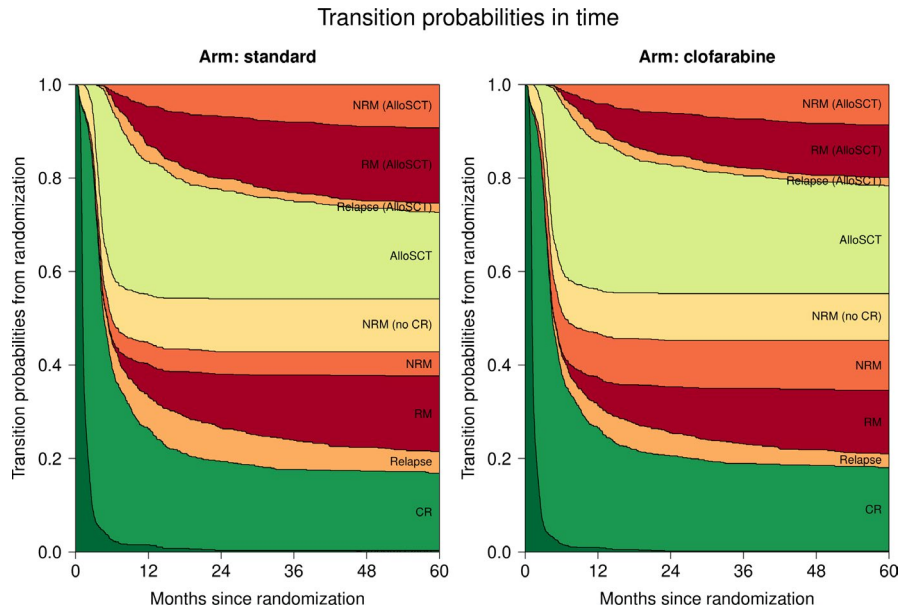 Transition probabilities in time
Arm: standard
Transition probabilities from randomization
1.0
0.8
0.6
0.4
0.2
0.0
NRM (AlloSCT)
RM (AlloSCT)
Relapse (AlloSCT)
AlloSCT
NRM (no CR)
NRM
RM
Relapse
CR
0 12 24 36 48 60
Months since randomization
Arm: clofarabine
Transition probabilities from randomization
1.0
0.8
0.6
0.4
0.2
0.0
NRM (AlloSCT)
RM (AlloSCT)
Relapse (AlloSCT)
AlloSCT
NRM (no CR)
NRM
RM
Relapse
CR
0 12 24 36 48 60
Months since randomization